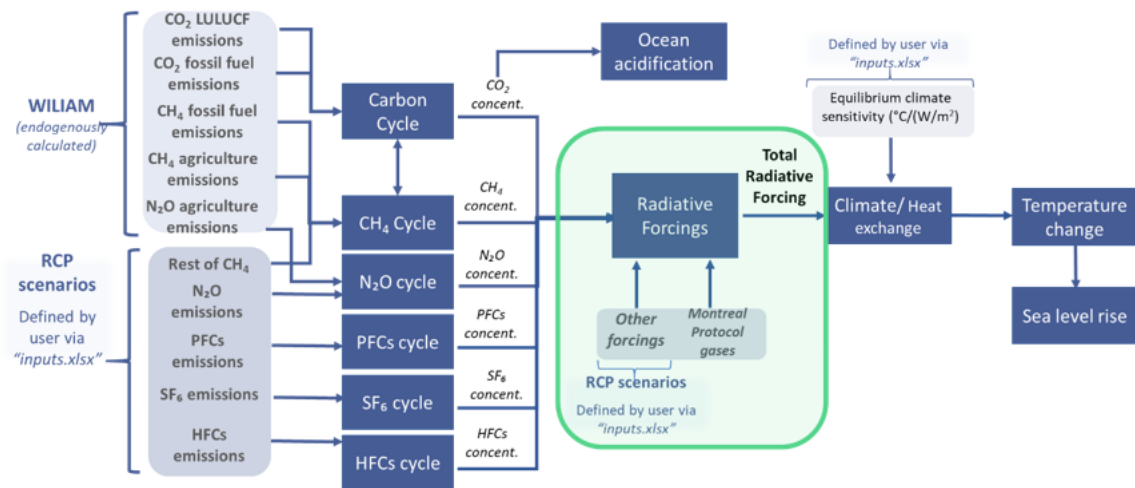 CO₂ LULUCF
emissions
CO₂ fossil fuel
emissions
CH₄ fossil fuel
emissions
CH₄ agriculture
emissions
N₂O agriculture
emissions
WILIAM
(endogenously
calculated)
RCP
scenarios
Defined by
user via
“inputs.xlsx”
Rest of CH₄
N₂O
emissions
PFCs
emissions
SF₆ emissions
HFCs
emissions
Carbon
Cycle
CH₄ Cycle
N₂O cycle
PFCs cycle
SF₆ cycle
HFCs cycle
CO₂
concent.
CH₄
concent.
N₂O
concent.
PFCs
concent.
SF₆
concent.
HFCs
concent.
Ocean
acidification
Radiative
Forcings
Total
Radiative
Forcing
Other
forcings
Montreal
Protocol
gases
RCP scenarios
Defined by user via
“inputs.xlsx”
Defined by user via
“inputs.xlsx”
Equilibrium climate
sensitivity (°C/(W/m²)
Climate/ Heat
exchange
Temperature
change
Sea level rise